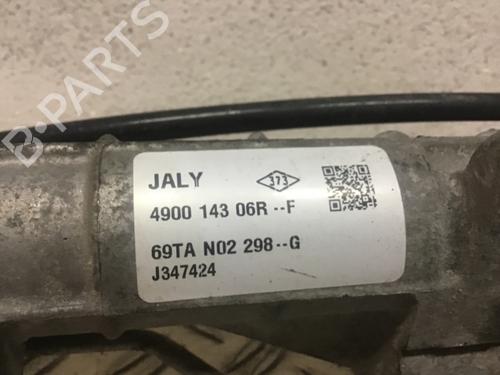 B-PARTS
JALY
373
4900 143 06R--F
69TA N02 298--G
J347424